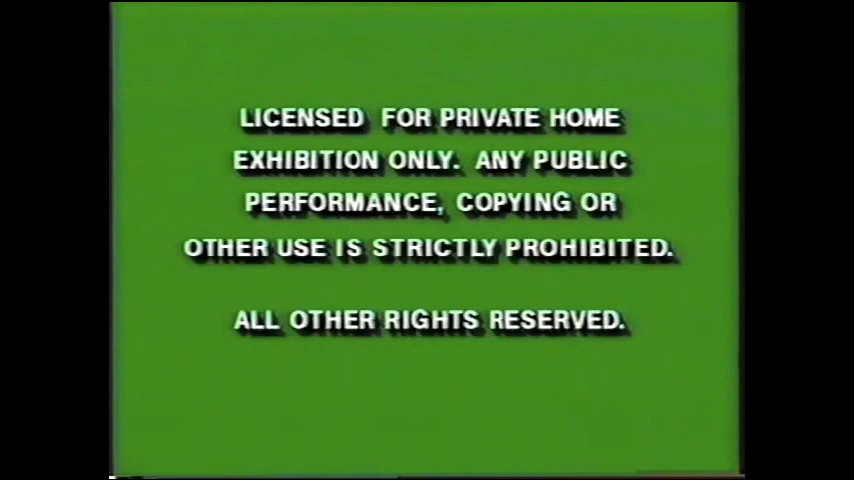 LICENSED FOR PRIVATE HOME
EXHIBITION ONLY. ANY PUBLIC
PERFORMANCE, COPYING OR
OTHER USE IS STRICTLY PROHIBITED.
ALL OTHER RIGHTS RESERVED.